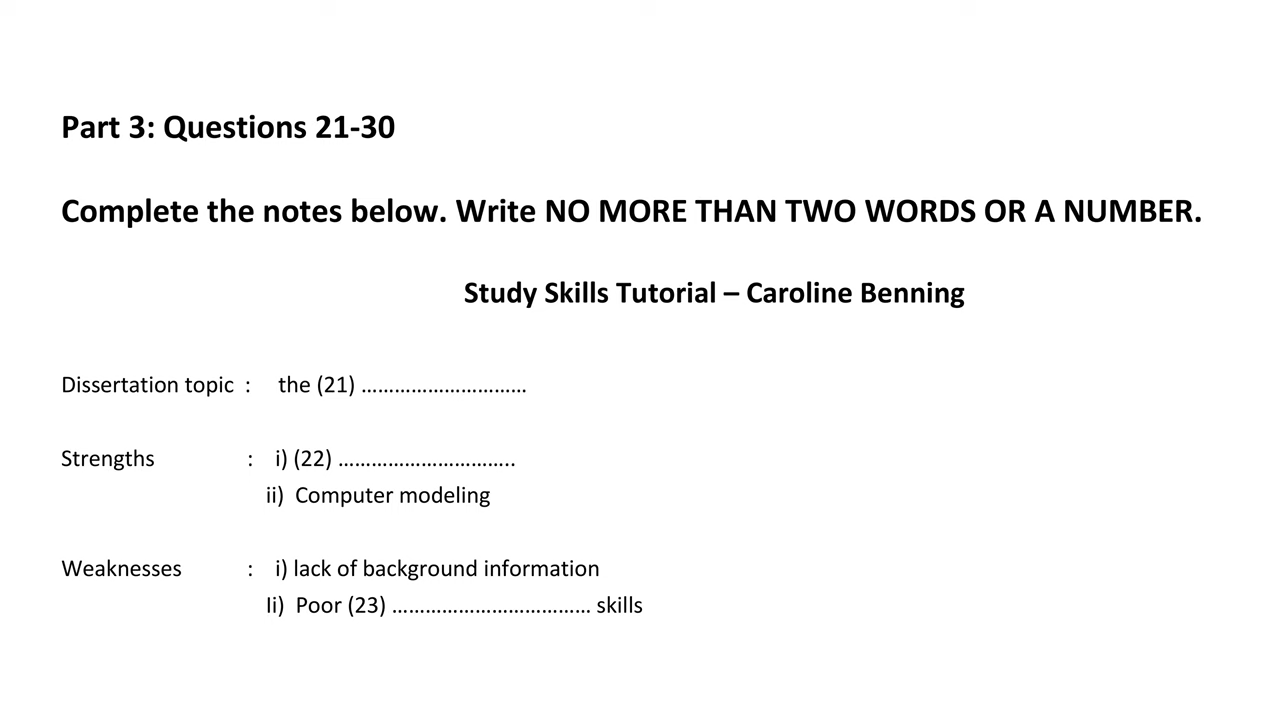 Part 3: Questions 21-30
Complete the notes below. Write NO MORE THAN TWO WORDS OR A NUMBER.
Study Skills Tutorial – Caroline Benning
Dissertation topic : the (21) …………………………
Strengths : i) (22) …………………………..
ii) Computer modeling
Weaknesses : i) lack of background information
Ii) Poor (23) ……………………………… skills